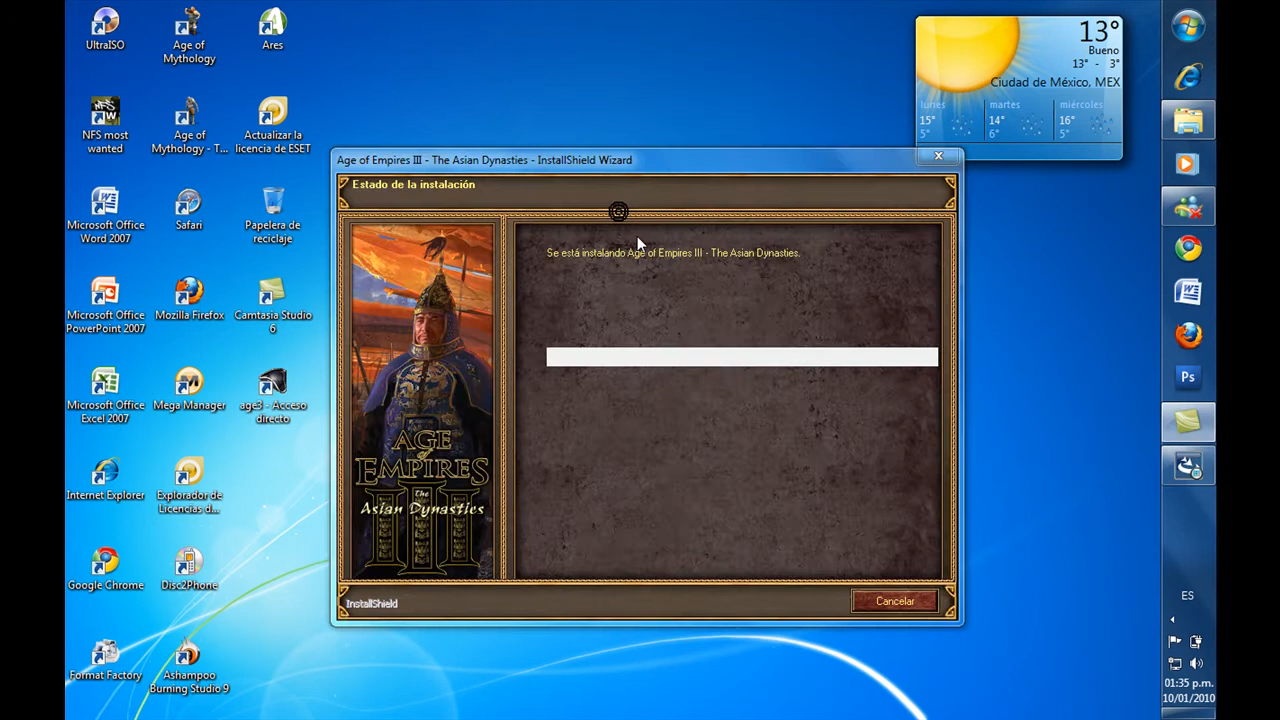 UltraISO
Age of
Mythology
Ares
NFS most
wanted
Age of
Mythology - T...
Actualizar la
licencia de ESET
Microsoft Office
Word 2007
Safari
Papelera de
reciclaje
Microsoft Office
PowerPoint 2007
Mozilla Firefox
Camtasia Studio
6
Microsoft Office
Excel 2007
Mega Manager
age3 - Acceso
directo
Internet Explorer
Explorador de
Licencias d...
Google Chrome
Disc2Phone
Format Factory
Ashampoo
Burning Studio 9
13°
Bueno
13° - 3°
Ciudad de México, MEX
lunes
15°
5°
martes
14°
6°
miércoles
16°
5°
Age of Empires III - The Asian Dynasties - InstallShield Wizard
Estado de la instalación
Se está instalando Age of Empires III - The Asian Dynasties.
AGE
of
EMPIRES
III
The
Asian Dynasties
InstallShield
Cancelar
Ps
ES
01:35 p.m.
10/01/2010